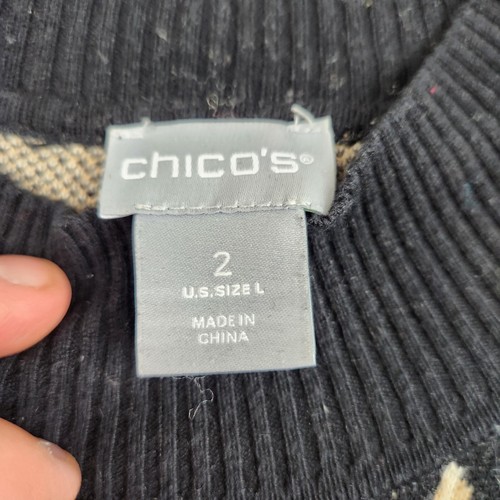 chico's®
2
U.S. SIZE L
MADE IN
CHINA